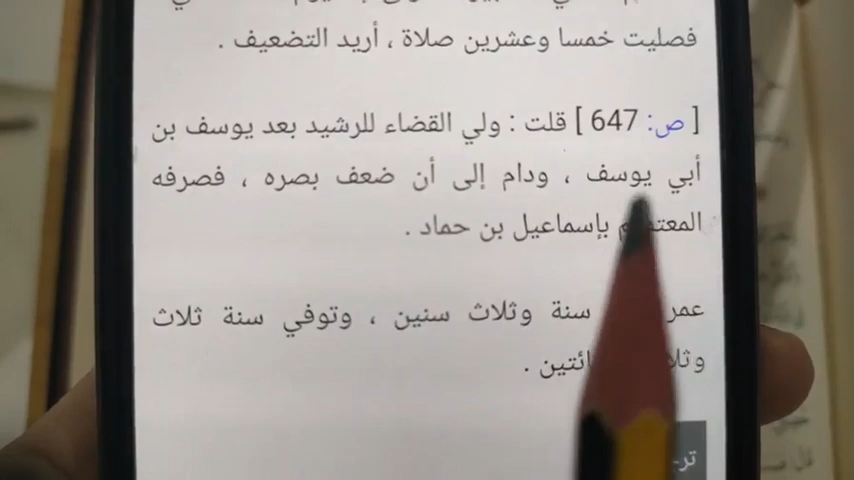 فصليت خمسا وعشرين صلاة ، أريد التضعيف .
[ ص: 647 ] قلت : ولي القضاء للرشيد بعد يوسف بن
أبي يوسف ، ودام إلى أن ضعف بصره ، فصرفه
بإسماعيل بن حماد .
سنة وثلاث سنين ، وتوفي سنة ثلاث